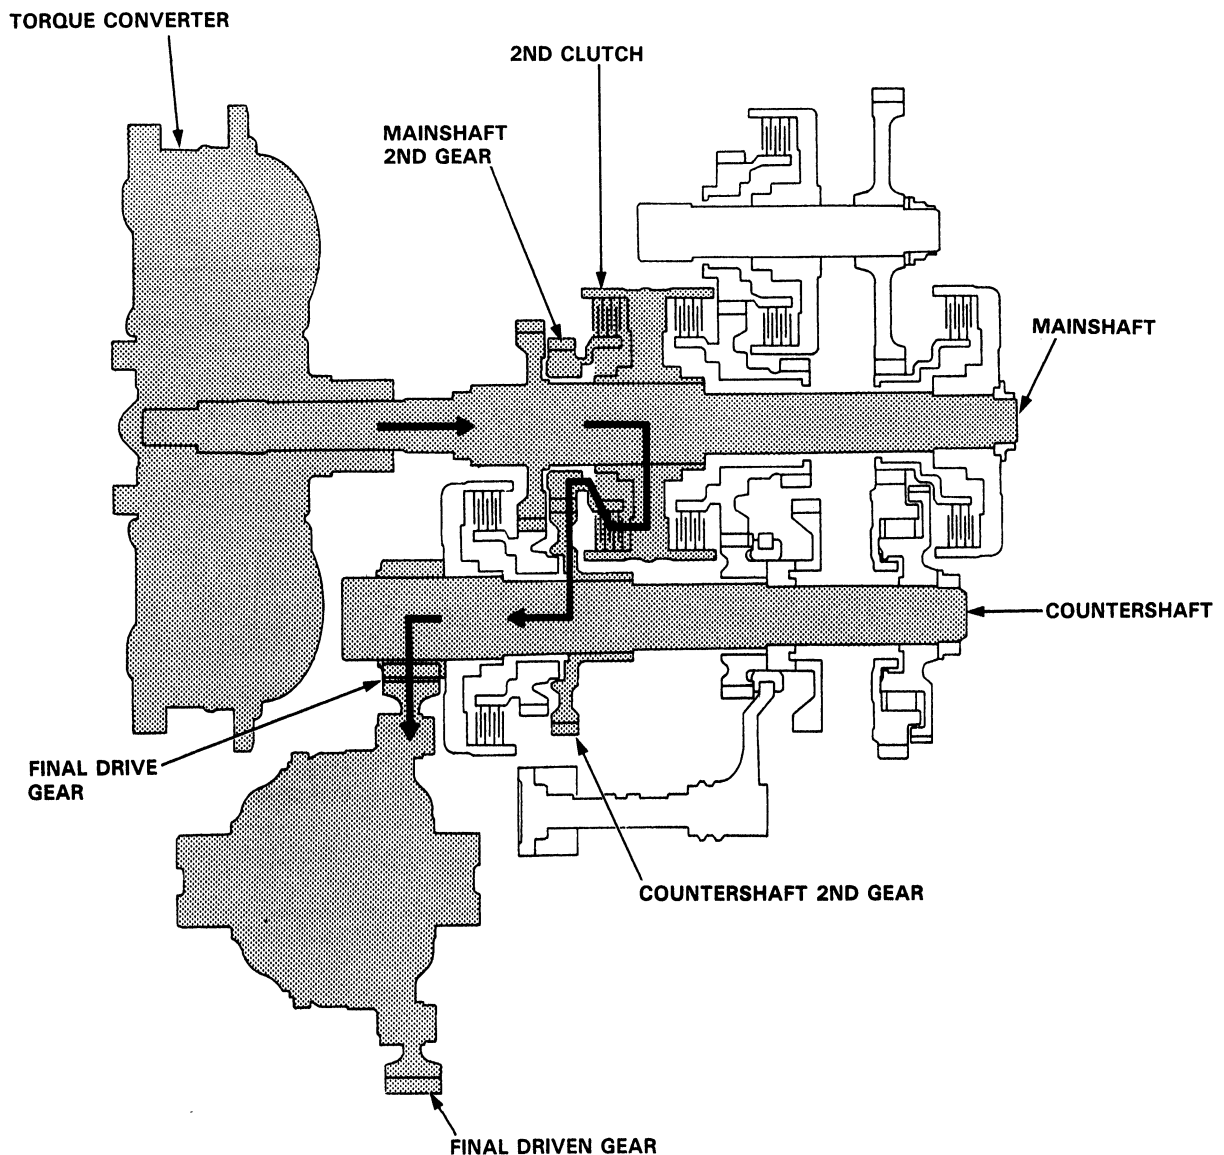 TORQUE CONVERTER
2ND CLUTCH
MAINSHAFT
2ND GEAR
MAINSHAFT
COUNTERSHAFT
FINAL DRIVE
GEAR
COUNTERSHAFT 2ND GEAR
FINAL DRIVEN GEAR